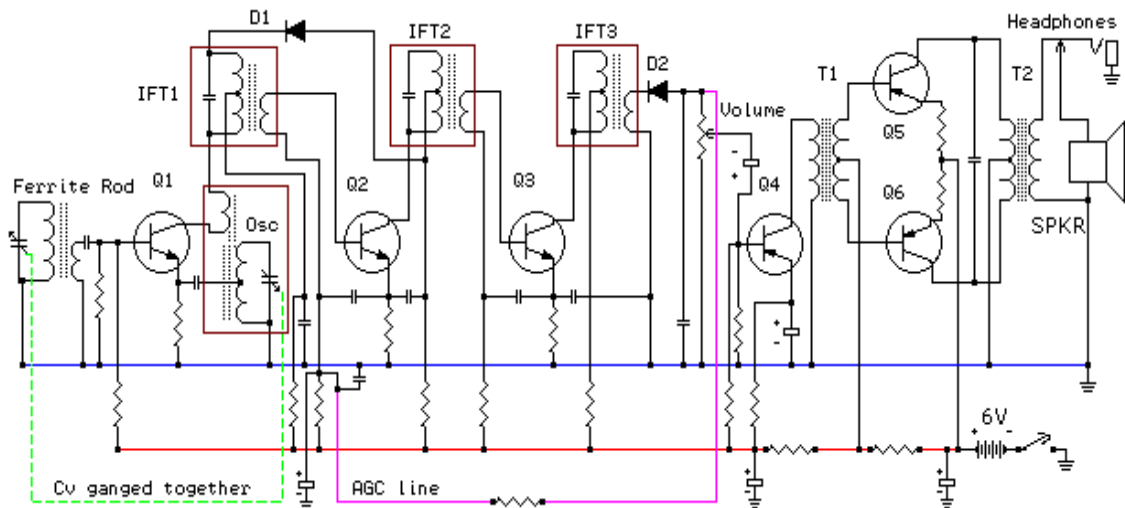 D1
IFT2
IFT3
Headphones
IFT1
D2
T1
T2
Volume
Q5
Ferrite Rod
Q1
Q2
Q3
Q4
Q6
Osc
SPKR
6V
+ -
Cv ganged together
AGC line